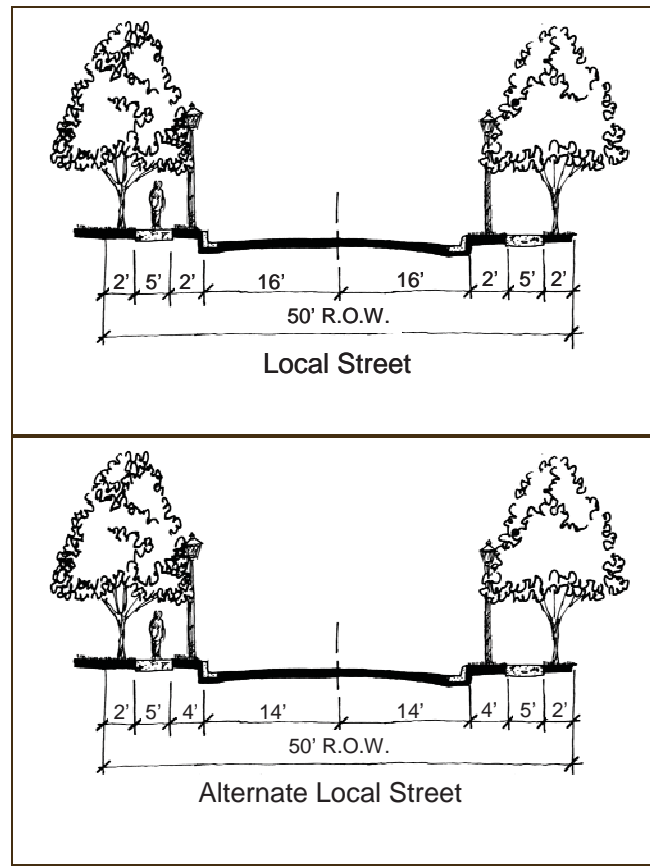 2’ 5’ 2’ 16’ 16’ 2’ 5’ 2’
50’ R.O.W.
Local Street
2’ 5’ 4’ 14’ 14’ 4’ 5’ 2’
50’ R.O.W.
Alternate Local Street